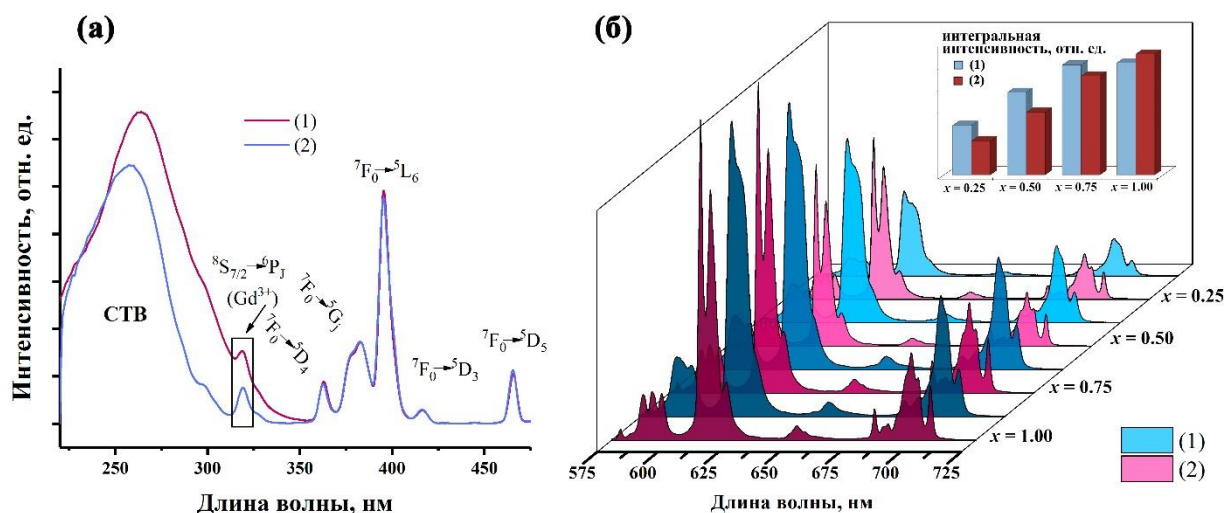 (а)
Интенсивность, отн. ед.
(1)
(2)
⁷F₀→⁵L₆
⁸S₇/₂→⁶Pⱼ
(Gd³⁺)
⁷F₀→⁵Gⱼ
⁷F₀→⁵D₄
СТВ
⁷F₀→⁵D₃
⁷F₀→⁵D₅
250 300 350 400 450
Длина волны, нм
(б)
интегральная
интенсивность, отн. ед.
(1)
(2)
x = 0.25 x = 0.50 x = 0.75 x = 1.00
x = 0.25
x = 0.50
x = 0.75
x = 1.00
575 600 625 650 675 700 725
Длина волны, нм
(1)
(2)